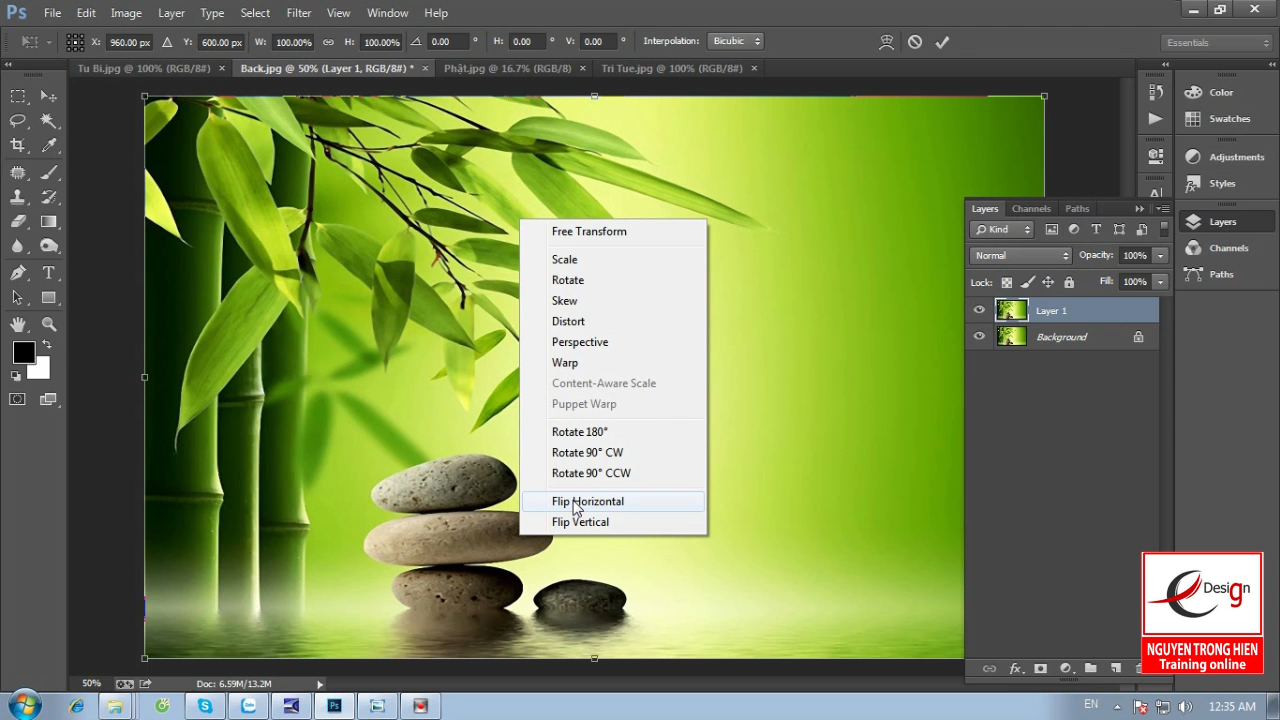 Ps File Edit Image Layer Type Select Filter View Window Help
X: 960.00 px Y: 600.00 px W: 100.00% H: 100.00% 0.00 ° H: 0.00 ° V: 0.00 ° Interpolation: Bicubic Essentials
Tu Bi.jpg @ 100% (RGB/8#) × Back.jpg @ 50% (Layer 1, RGB/8#) * × Phật.jpg @ 16.7% (RGB/8) × Tri Tue.jpg @ 100% (RGB/8#) ×
Color
Swatches
Adjustments
Styles
Layers
Channels
Paths
Layers Channels Paths
Kind
Normal Opacity: 100%
Lock: Fill: 100%
Layer 1
Background
Free Transform
Scale
Rotate
Skew
Distort
Perspective
Warp
Content-Aware Scale
Puppet Warp
Rotate 180°
Rotate 90° CW
Rotate 90° CCW
Flip Horizontal
Flip Vertical
Design
NGUYEN TRONG HIEN
Training online
50% Doc: 6.59M/13.2M
EN 12:35 AM